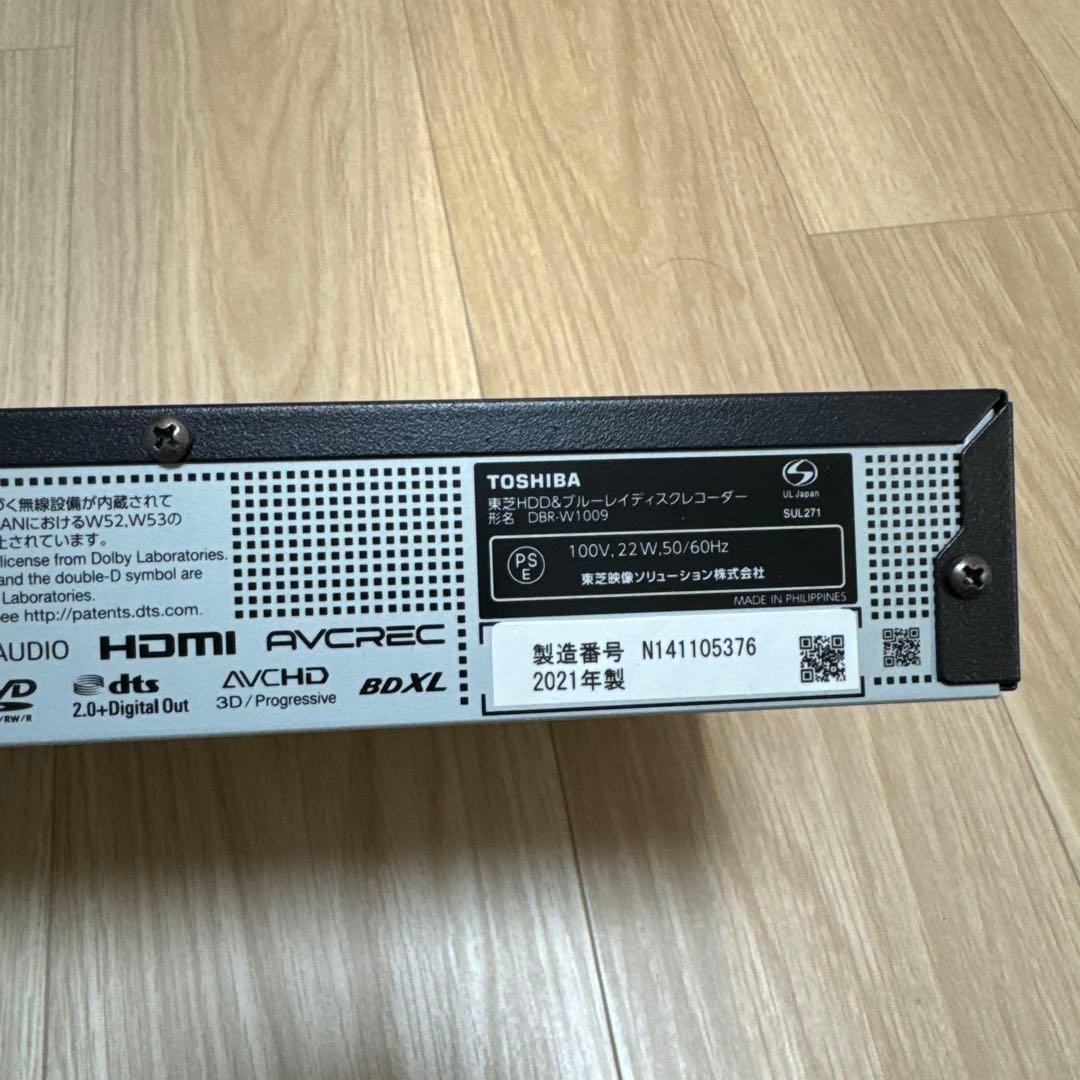 づく無線設備が内蔵されて
ANにおけるW52,W53の
止されています。
license from Dolby Laboratories.
and the double-D symbol are
Laboratories.
ee http://patents.dts.com.
AUDIO HDMI AVCREC
dts
2.0+Digital Out
AVCHD
3D/Progressive
BDXL
/RW/R
TOSHIBA
東芝HDD&ブルーレイディスクレコーダー
形名 DBR-W1009
UL Japan
SUL271
PS
E
100V,22W,50/60Hz
東芝映像ソリューション株式会社
MADE IN PHILIPPINES
製造番号 N141105376
2021年製